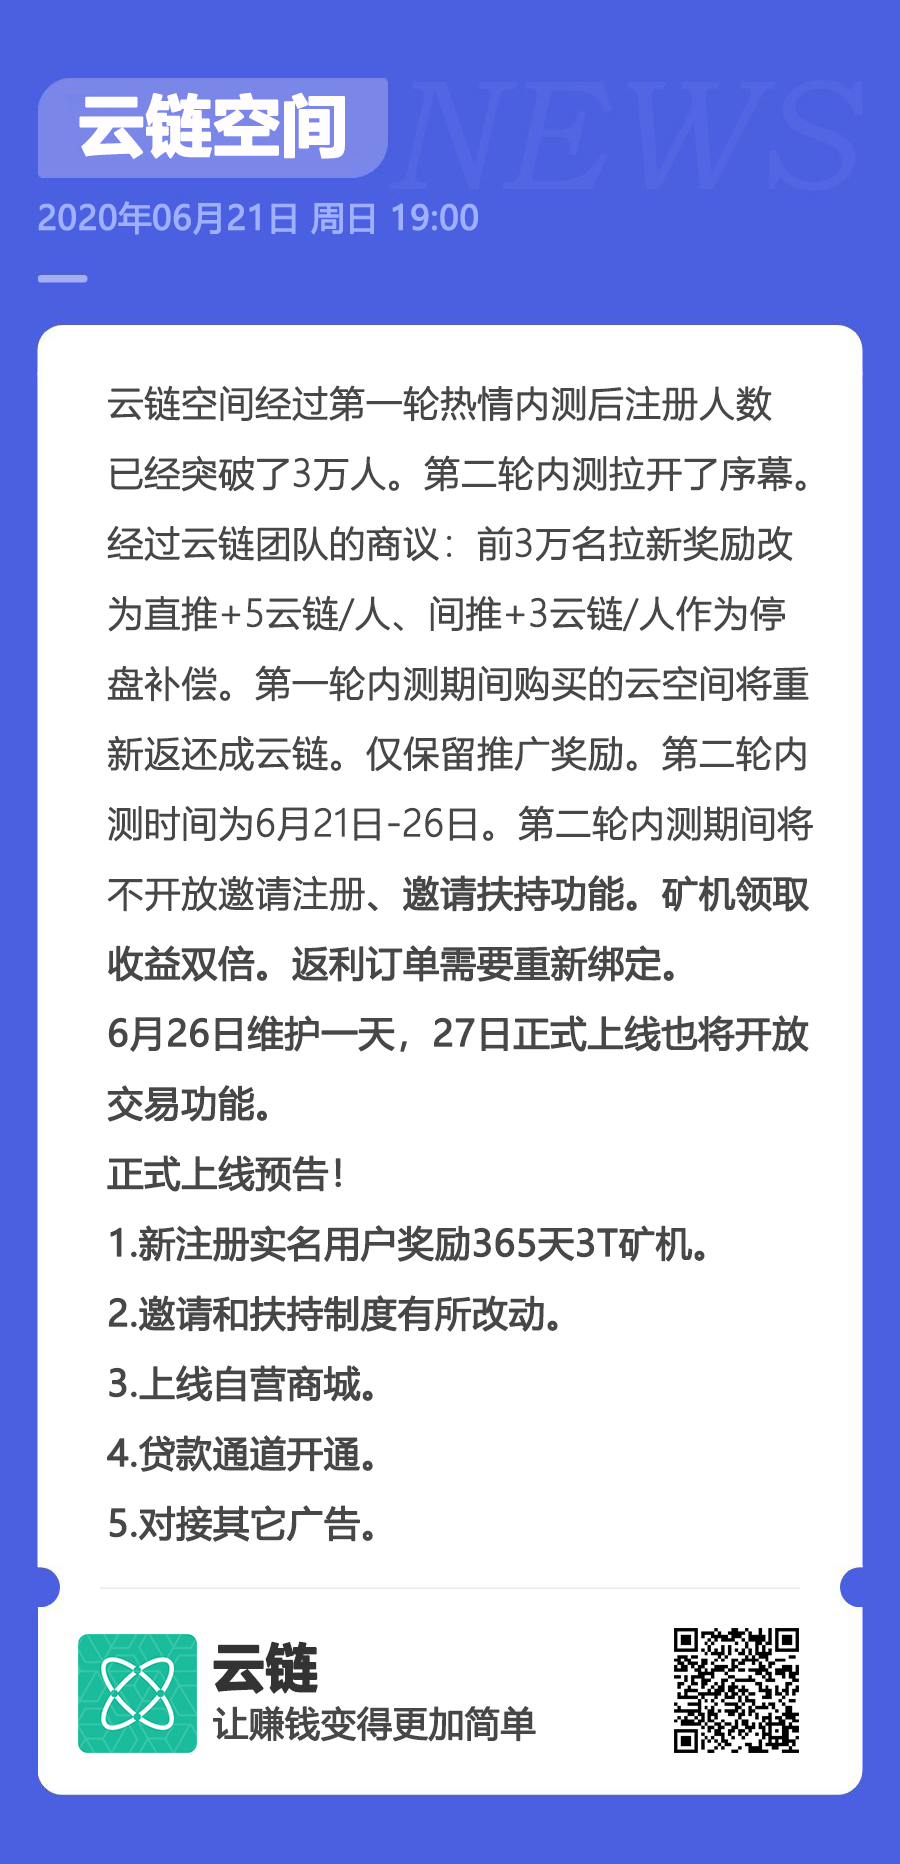 云链空间
NEWS
2020年06月21日 周日 19:00
云链空间经过第一轮热情内测后注册人数
已经突破了3万人。第二轮内测拉开了序幕。
经过云链团队的商议：前3万名拉新奖励改
为直推+5云链/人、间推+3云链/人作为停
盘补偿。第一轮内测期间购买的云空间将重
新返还成云链。仅保留推广奖励。第二轮内
测时间为6月21日-26日。第二轮内测期间将
不开放邀请注册、邀请扶持功能。矿机领取
收益双倍。返利订单需要重新绑定。
6月26日维护一天，27日正式上线也将开放
交易功能。
正式上线预告！
1.新注册实名用户奖励365天3T矿机。
2.邀请和扶持制度有所改动。
3.上线自营商城。
4.贷款通道开通。
5.对接其它广告。
云链
让赚钱变得更加简单